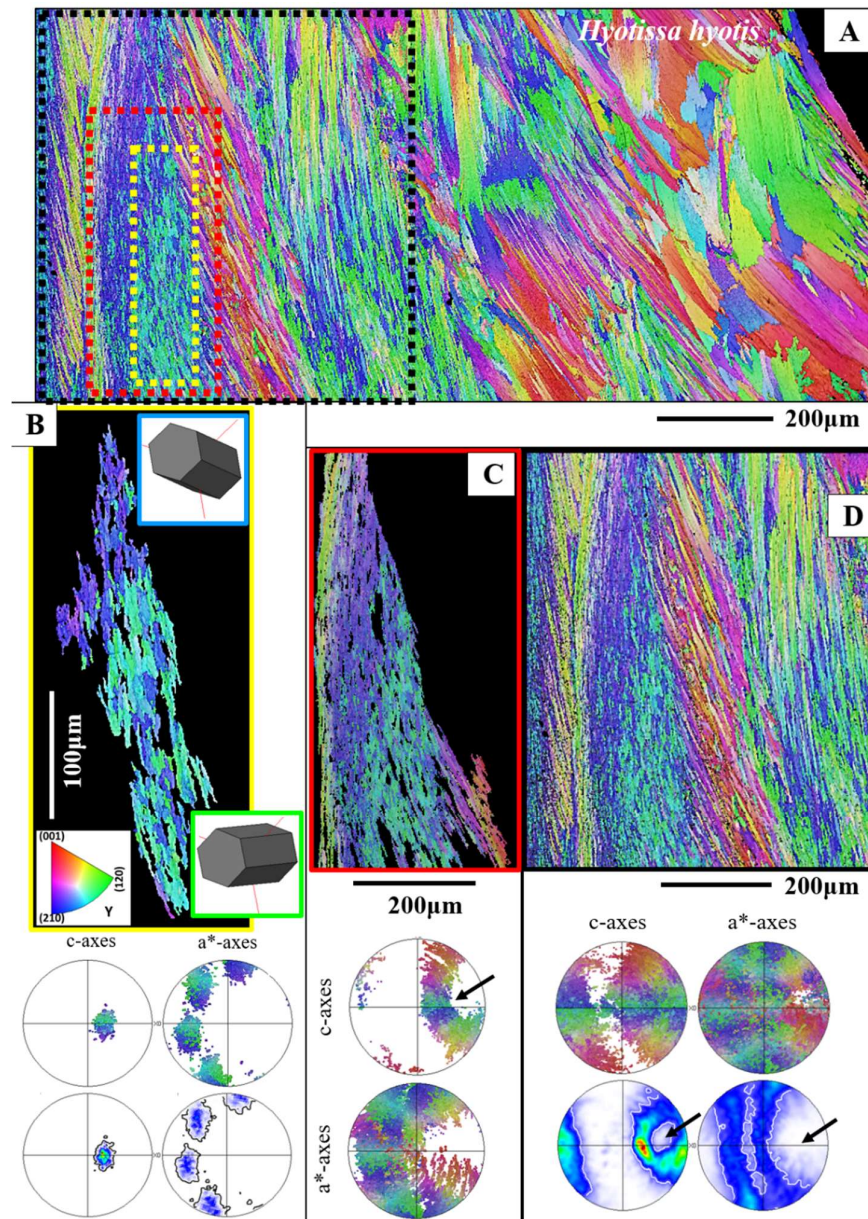 Hyotissa hyotis
A
200µm
B
100µm
(001)
(120)
(210)
Y
C
200µm
D
200µm
c-axes
a*-axes
c-axes
a*-axes
c-axes
a*-axes